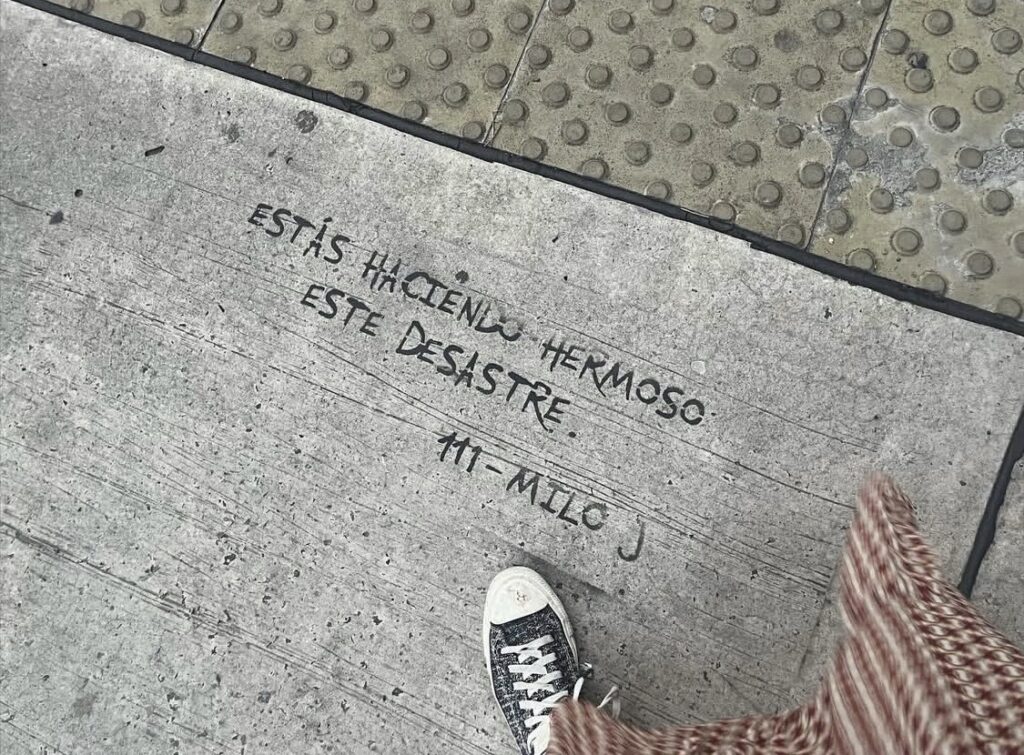 ESTÁS HACIENDO HERMOSO
ESTE DESASTRE.
111-MILO J